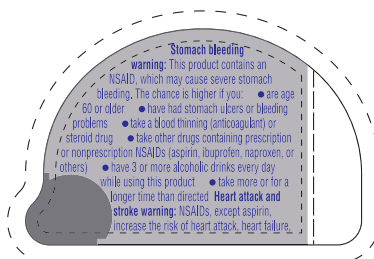 Stomach bleeding
warning: This product contains an
NSAID, which may cause severe stomach
bleeding. The chance is higher if you: ● are age
60 or older ● have had stomach ulcers or bleeding
problems ● take a blood thinning (anticoagulant) or
steroid drug ● take other drugs containing prescription
or nonprescription NSAIDs (aspirin, ibuprofen, naproxen, or
others) ● have 3 or more alcoholic drinks every day
while using this product ● take more or for a
longer time than directed Heart attack and
stroke warning: NSAIDs, except aspirin,
increase the risk of heart attack, heart failure,